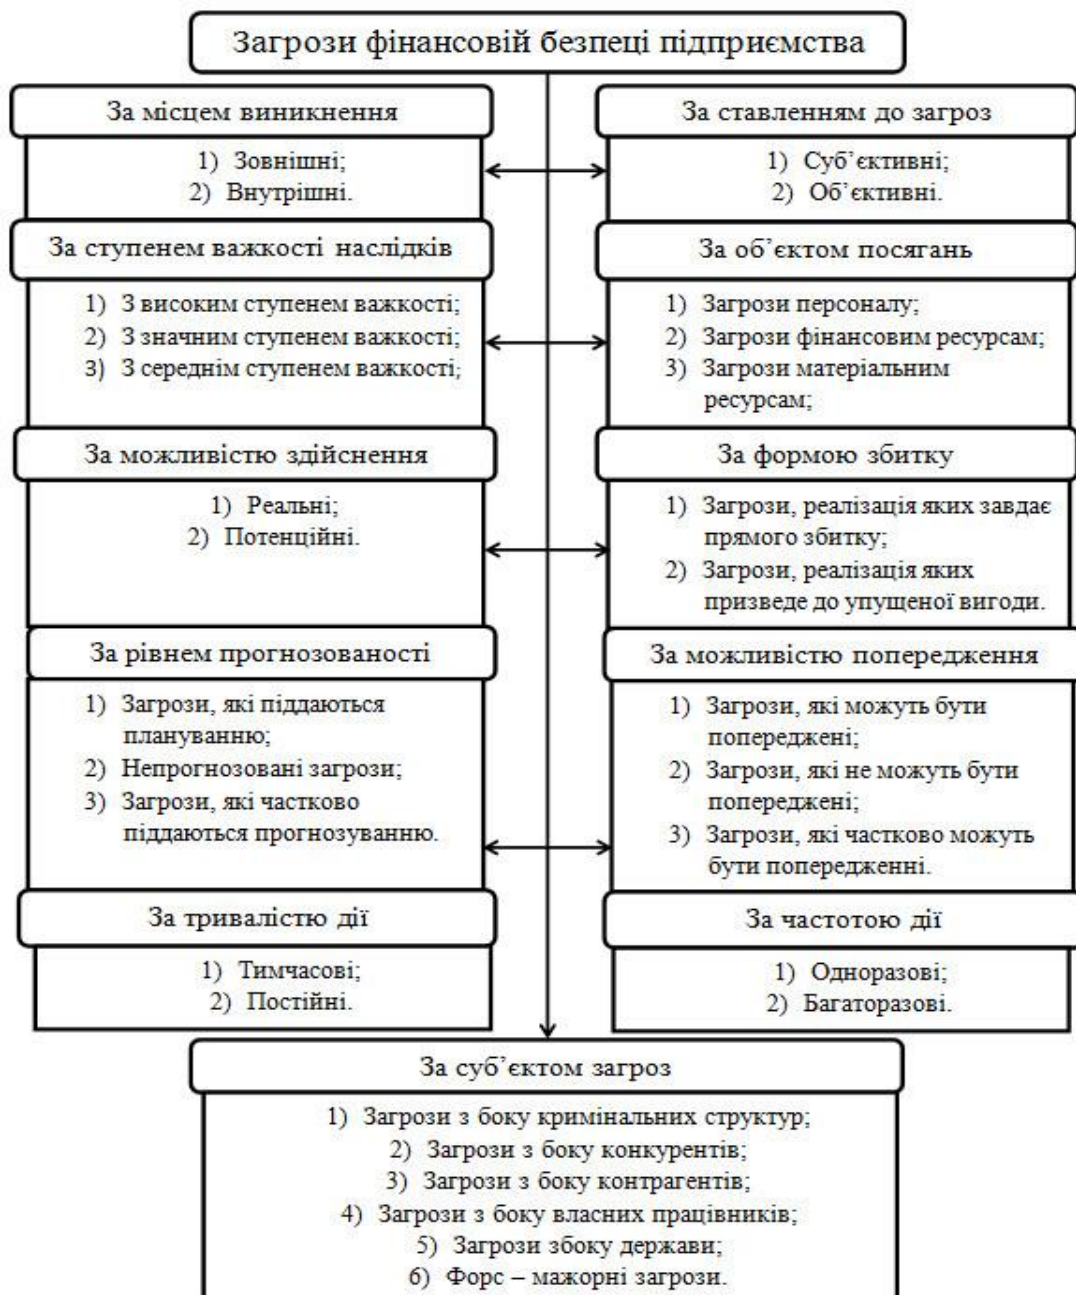 Загрози фінансовій безпеці підприємства
За місцем виникнення
1) Зовнішні;
2) Внутрішні.
За ставленням до загроз
1) Суб’єктивні;
2) Об’єктивні.
За ступенем важкості наслідків
1) З високим ступенем важкості;
2) З значним ступенем важкості;
3) З середнім ступенем важкості;
За об’єктом посягань
1) Загрози персоналу;
2) Загрози фінансовим ресурсам;
3) Загрози матеріальним
ресурсам;
За можливістю здійснення
1) Реальні;
2) Потенційні.
За формою збитку
1) Загрози, реалізація яких завдає
прямого збитку;
2) Загрози, реалізація яких
призведе до упущеної вигоди.
За рівнем прогнозованості
1) Загрози, які піддаються
плануванню;
2) Непрогнозовані загрози;
3) Загрози, які частково
піддаються прогнозуванню.
За можливістю попередження
1) Загрози, які можуть бути
попереджені;
2) Загрози, які не можуть бути
попереджені;
3) Загрози, які частково можуть
бути попередженні.
За тривалістю дії
1) Тимчасові;
2) Постійні.
За частотою дії
1) Одноразові;
2) Багаторазові.
За суб’єктом загроз
1) Загрози з боку кримінальних структур;
2) Загрози з боку конкурентів;
3) Загрози з боку контрагентів;
4) Загрози з боку власних працівників;
5) Загрози збоку держави;
6) Форс – мажорні загрози.